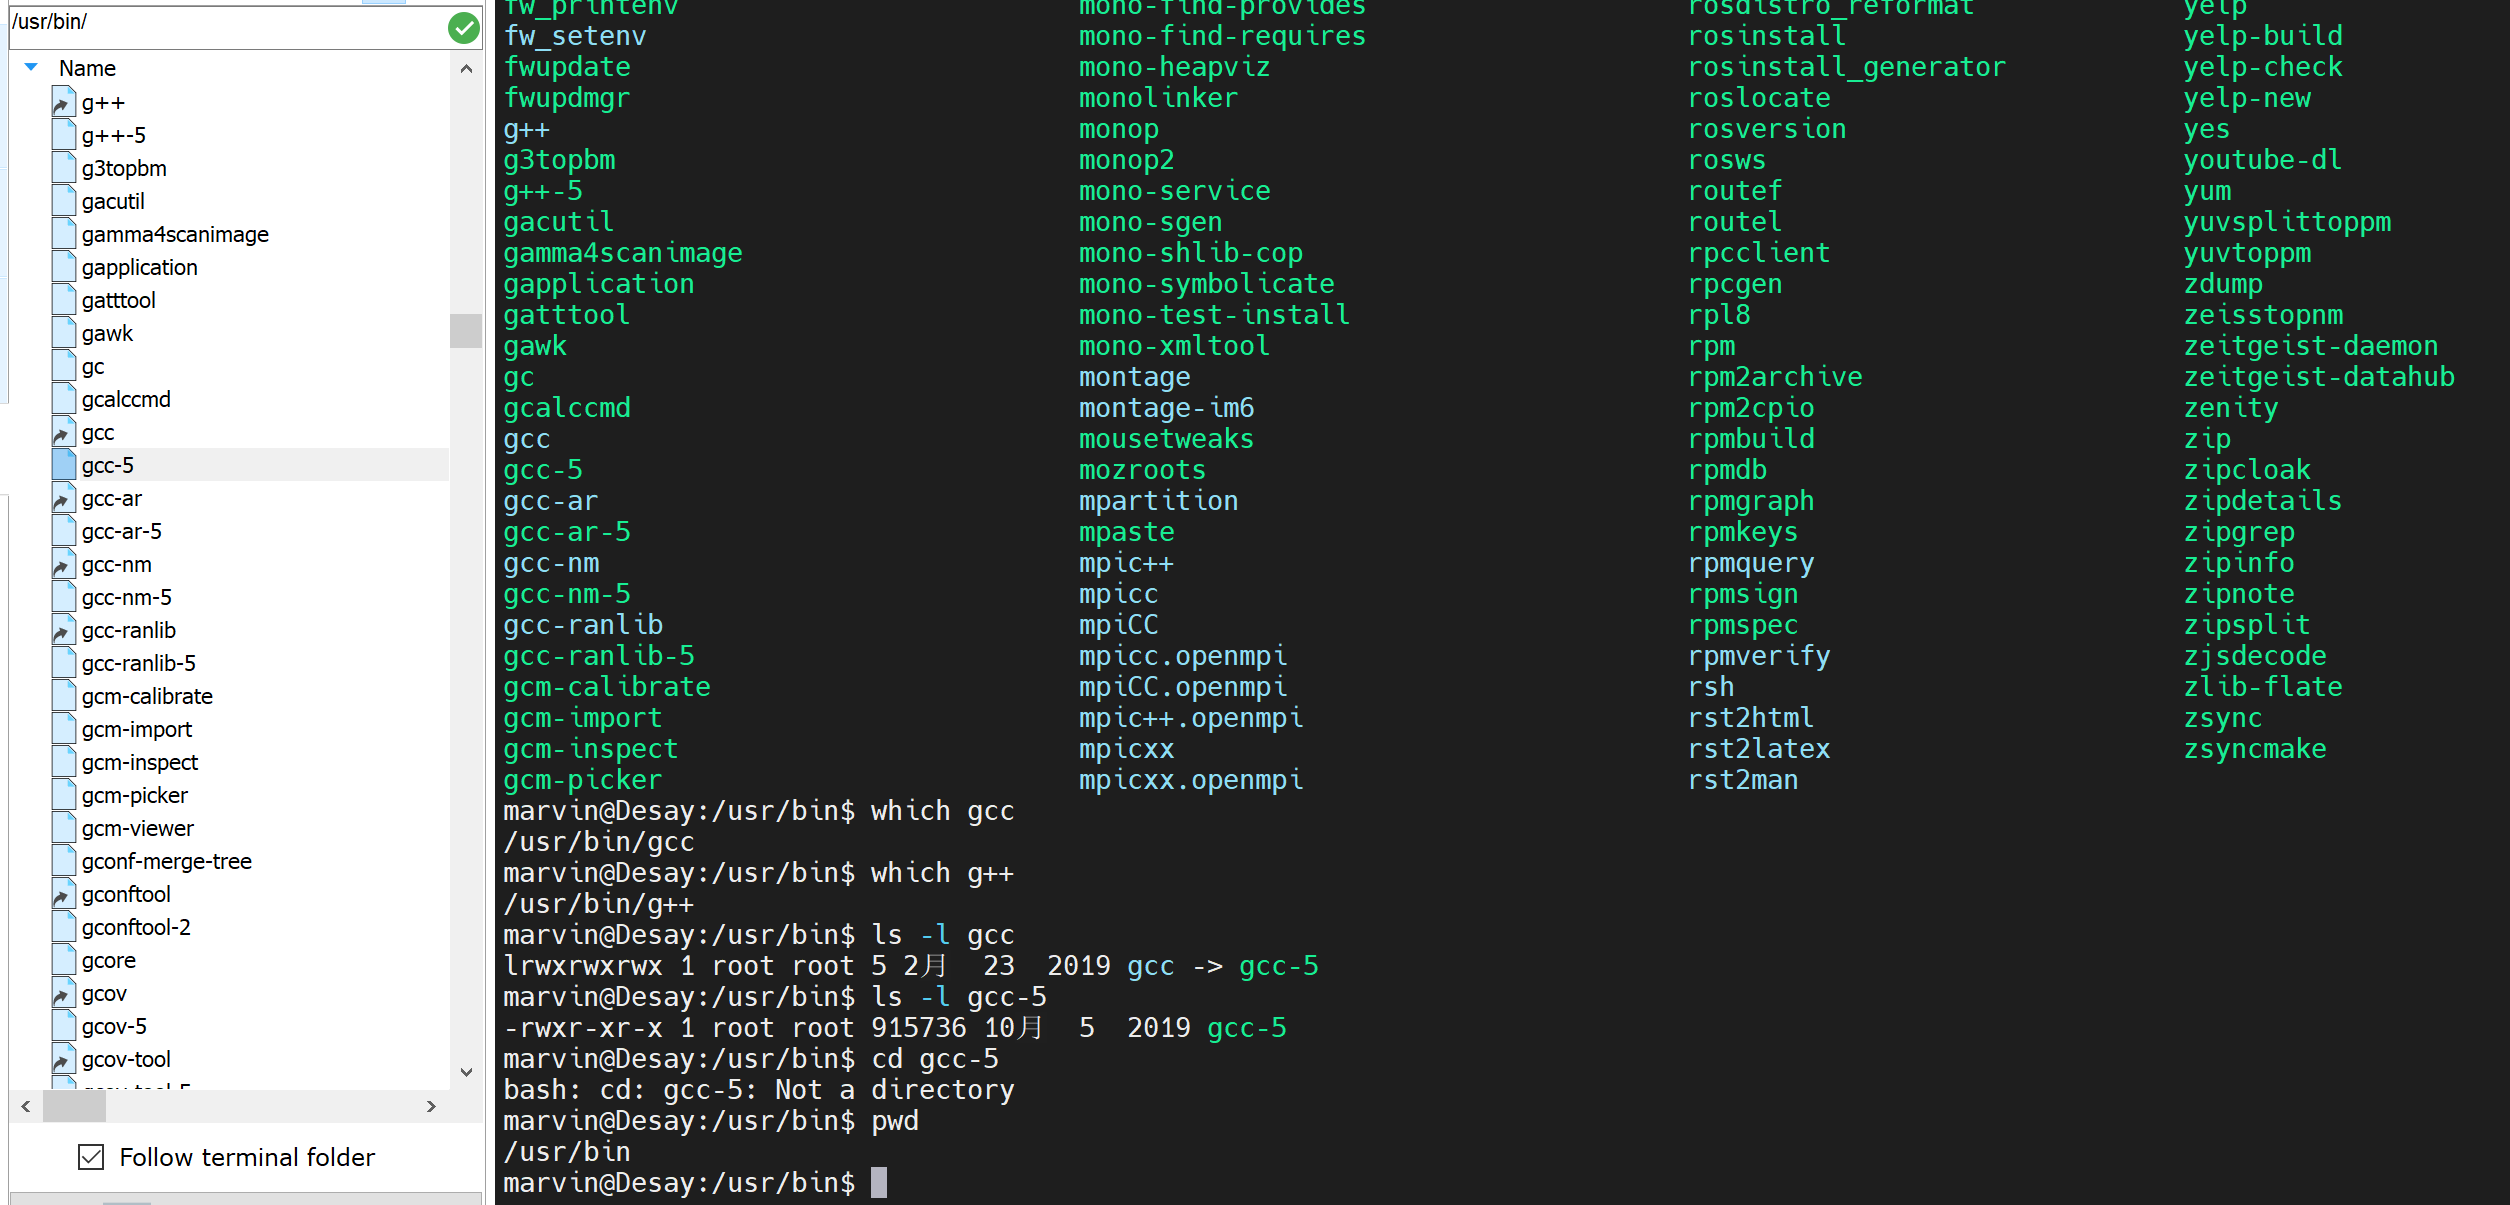 /usr/bin/
Name
g++
g++-5
g3topbm
gacutil
gamma4scanimage
gapplication
gatttool
gawk
gc
gcalccmd
gcc
gcc-5
gcc-ar
gcc-ar-5
gcc-nm
gcc-nm-5
gcc-ranlib
gcc-ranlib-5
gcm-calibrate
gcm-import
gcm-inspect
gcm-picker
gcm-viewer
gconf-merge-tree
gconftool
gconftool-2
gcore
gcov
gcov-5
gcov-tool
gcov-tool-5
Follow terminal folder
fw_printenv mono-find-provides rosdistro_reformat yelp
fw_setenv mono-find-requires rosinstall yelp-build
fwupdate mono-heapviz rosinstall_generator yelp-check
fwupdmgr monolinker roslocate yelp-new
g++ monop rosversion yes
g3topbm monop2 rosws youtube-dl
g++-5 mono-service routef yum
gacutil mono-sgen routel yuvsplittoppm
gamma4scanimage mono-shlib-cop rpcclient yuvtoppm
gapplication mono-symbolicate rpcgen zdump
gatttool mono-test-install rpl8 zeisstopnm
gawk mono-xmltool rpm zeitgeist-daemon
gc montage rpm2archive zeitgeist-datahub
gcalccmd montage-im6 rpm2cpio zenity
gcc mousetweaks rpmbuild zip
gcc-5 mozroots rpmdb zipcloak
gcc-ar mpartition rpmgraph zipdetails
gcc-ar-5 mpaste rpmkeys zipgrep
gcc-nm mpic++ rpmquery zipinfo
gcc-nm-5 mpicc rpmsign zipnote
gcc-ranlib mpiCC rpmspec zipsplit
gcc-ranlib-5 mpicc.openmpi rpmverify zjsdecode
gcm-calibrate mpiCC.openmpi rsh zlib-flate
gcm-import mpic++.openmpi rst2html zsync
gcm-inspect mpicxx rst2latex zsyncmake
gcm-picker mpicxx.openmpi rst2man
marvin@Desay:/usr/bin$ which gcc
/usr/bin/gcc
marvin@Desay:/usr/bin$ which g++
/usr/bin/g++
marvin@Desay:/usr/bin$ ls -l gcc
lrwxrwxrwx 1 root root 5 2月  23  2019 gcc -> gcc-5
marvin@Desay:/usr/bin$ ls -l gcc-5
-rwxr-xr-x 1 root root 915736 10月  5  2019 gcc-5
marvin@Desay:/usr/bin$ cd gcc-5
bash: cd: gcc-5: Not a directory
marvin@Desay:/usr/bin$ pwd
/usr/bin
marvin@Desay:/usr/bin$